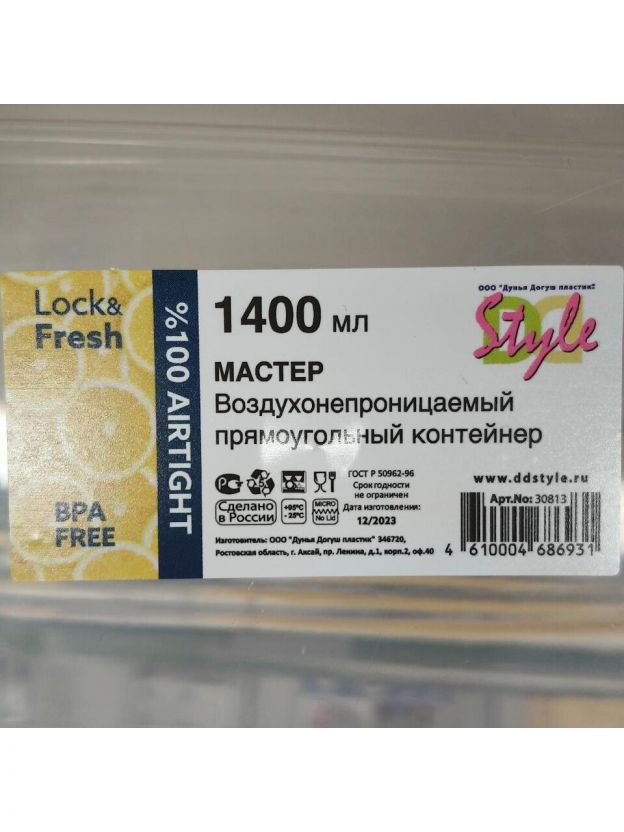 Lock&
Fresh
BPA
FREE
%100 AIRTIGHT
1400 мл
МАСТЕР
Воздухонепроницаемый
прямоугольный контейнер
ООО "Дунья Догуш пластик"
DD
Style
www.ddstyle.ru
Арт.No: 30813
ГОСТ Р 50962-96
Срок годности
не ограничен
Сделано
в России
+95°C
-25°C
MICRO
No Lid
Дата изготовления:
12/2023
Изготовитель: ООО "Дунья Догуш пластик" 346720,
Ростовская область, г. Аксай, пр. Ленина, д.1, корп.2, оф.40
4 610004 686931